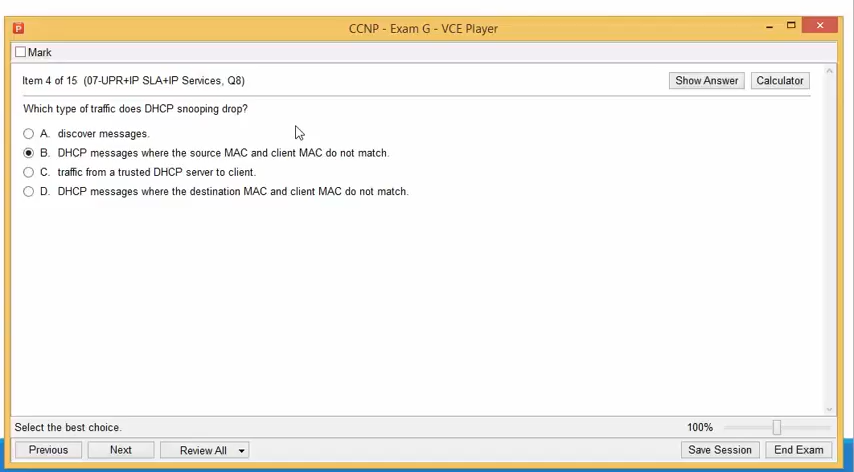 CCNP - Exam G - VCE Player
Mark
Item 4 of 15 (07-UPR+IP SLA+IP Services, Q8)
Show Answer
Calculator
Which type of traffic does DHCP snooping drop?
A. discover messages.
B. DHCP messages where the source MAC and client MAC do not match.
C. traffic from a trusted DHCP server to client.
D. DHCP messages where the destination MAC and client MAC do not match.
Select the best choice.
100%
Previous
Next
Review All
Save Session
End Exam